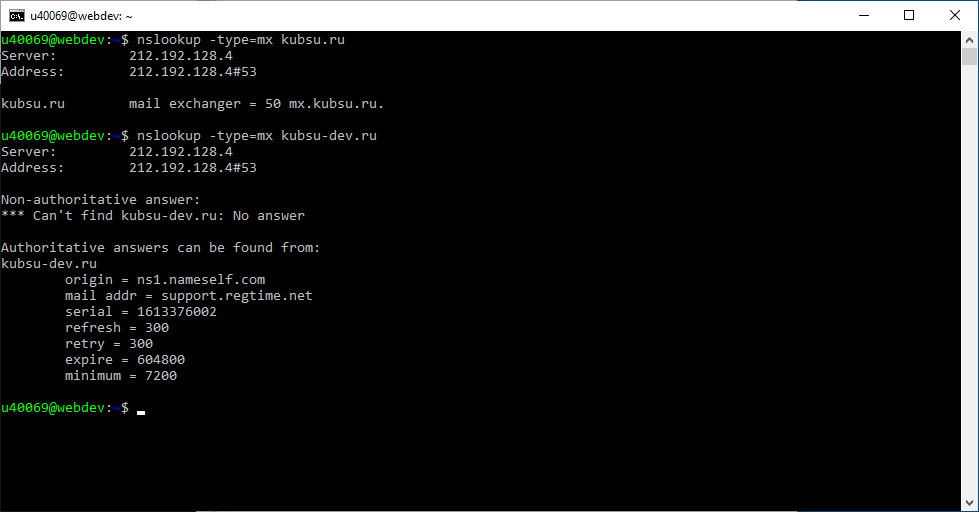 u40069@webdev: ~
u40069@webdev:~$ nslookup -type=mx kubsu.ru
Server:         212.192.128.4
Address:        212.192.128.4#53

kubsu.ru        mail exchanger = 50 mx.kubsu.ru.

u40069@webdev:~$ nslookup -type=mx kubsu-dev.ru
Server:         212.192.128.4
Address:        212.192.128.4#53

Non-authoritative answer:
*** Can't find kubsu-dev.ru: No answer

Authoritative answers can be found from:
kubsu-dev.ru
        origin = ns1.nameself.com
        mail addr = support.regtime.net
        serial = 1613376002
        refresh = 300
        retry = 300
        expire = 604800
        minimum = 7200

u40069@webdev:~$